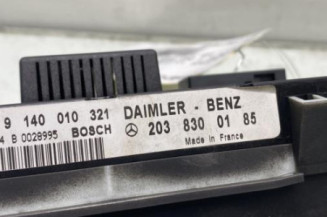 9 140 010 321 DAIMLER - BENZ
4 B 0028995 BOSCH 203 830 01 85
Made in France